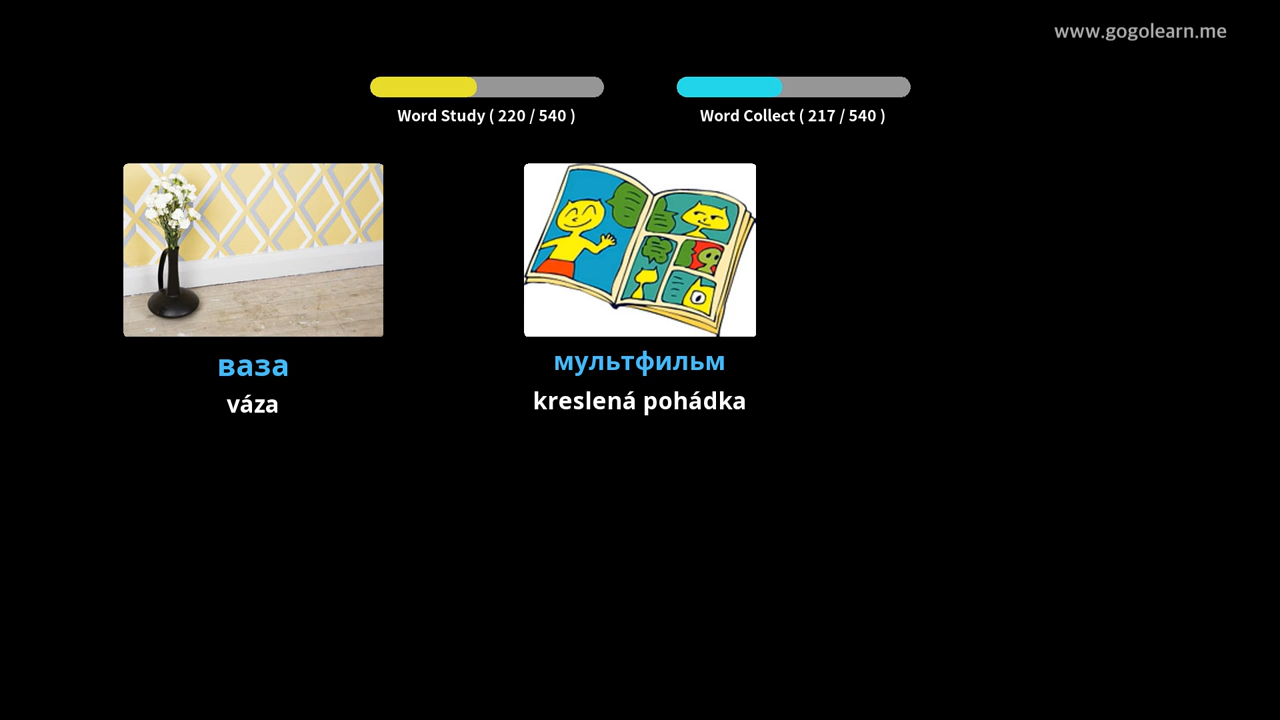 www.gogolearn.me
Word Study ( 220 / 540 )
Word Collect ( 217 / 540 )
ваза
váza
мультфильм
kreslená pohádka